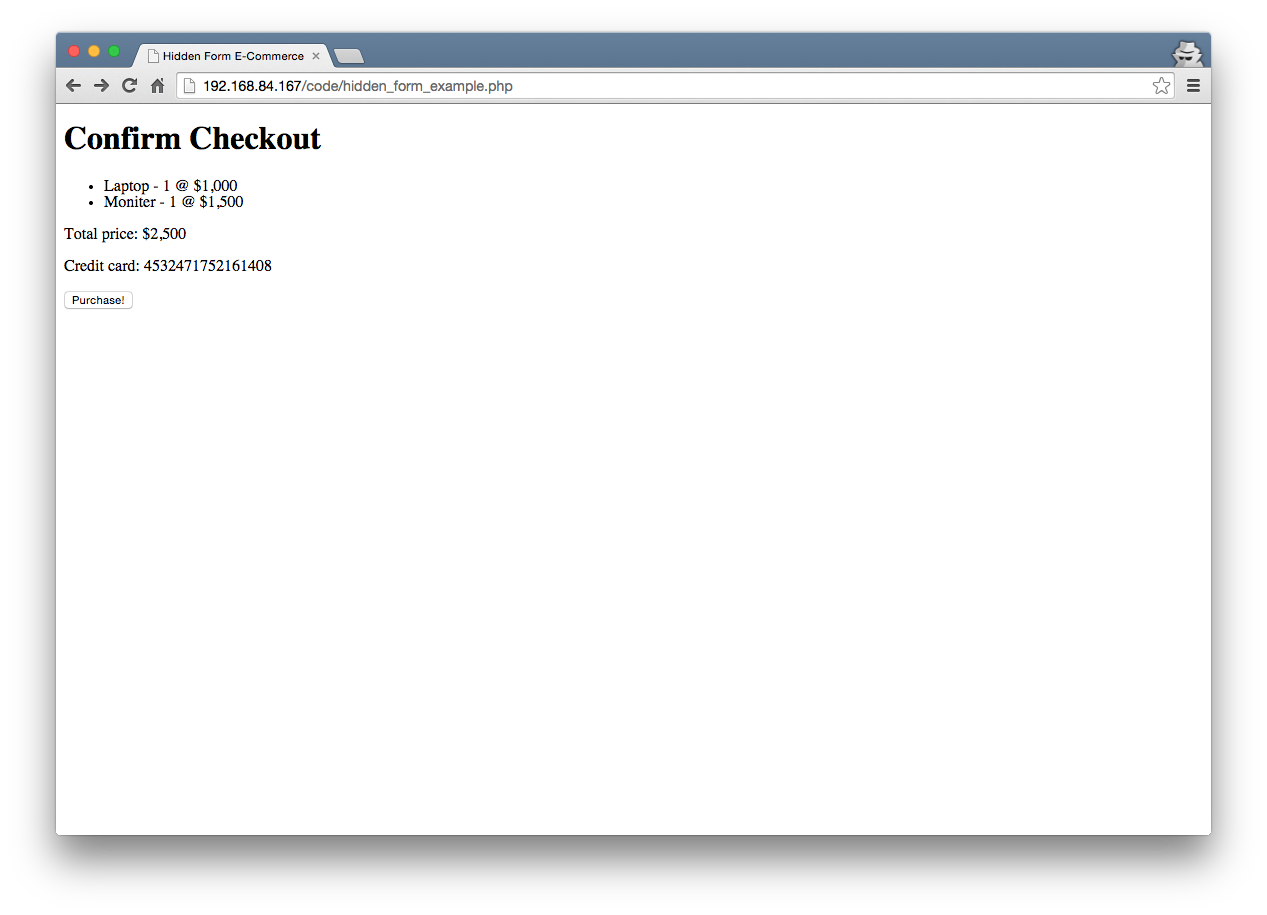 Hidden Form E-Commerce
192.168.84.167/code/hidden_form_example.php
Confirm Checkout
• Laptop - 1 @ $1,000
• Moniter - 1 @ $1,500
Total price: $2,500
Credit card: 4532471752161408
Purchase!